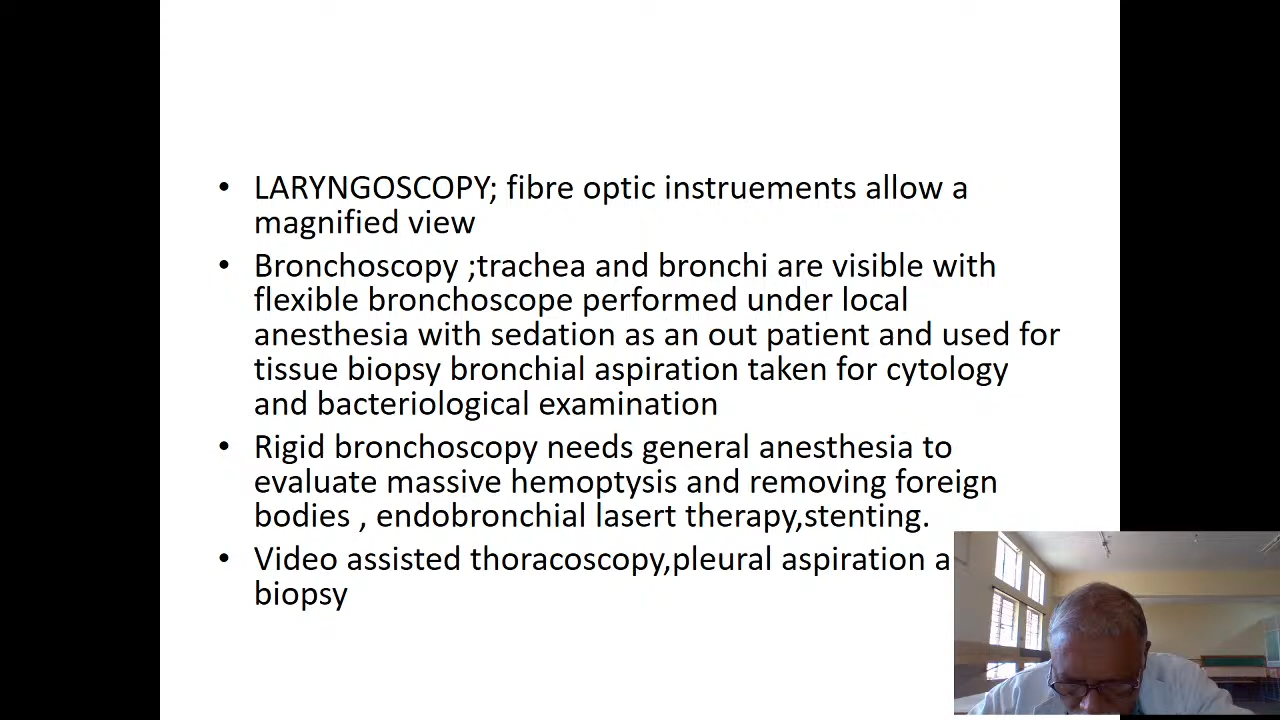 • LARYNGOSCOPY; fibre optic instruements allow a
magnified view
• Bronchoscopy ;trachea and bronchi are visible with
flexible bronchoscope performed under local
anesthesia with sedation as an out patient and used for
tissue biopsy bronchial aspiration taken for cytology
and bacteriological examination
• Rigid bronchoscopy needs general anesthesia to
evaluate massive hemoptysis and removing foreign
bodies , endobronchial lasert therapy,stenting.
• Video assisted thoracoscopy,pleural aspiration a
biopsy